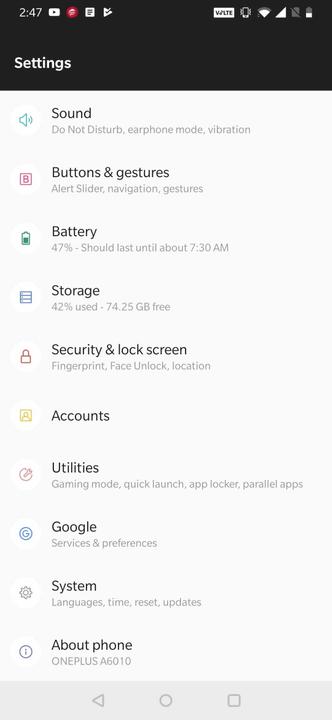 2:47
VoLTE
Settings
Sound
Do Not Disturb, earphone mode, vibration
B
Buttons & gestures
Alert Slider, navigation, gestures
Battery
47% - Should last until about 7:30 AM
Storage
42% used - 74.25 GB free
Security & lock screen
Fingerprint, Face Unlock, location
Accounts
Utilities
Gaming mode, quick launch, app locker, parallel apps
G
Google
Services & preferences
System
Languages, time, reset, updates
About phone
ONEPLUS A6010